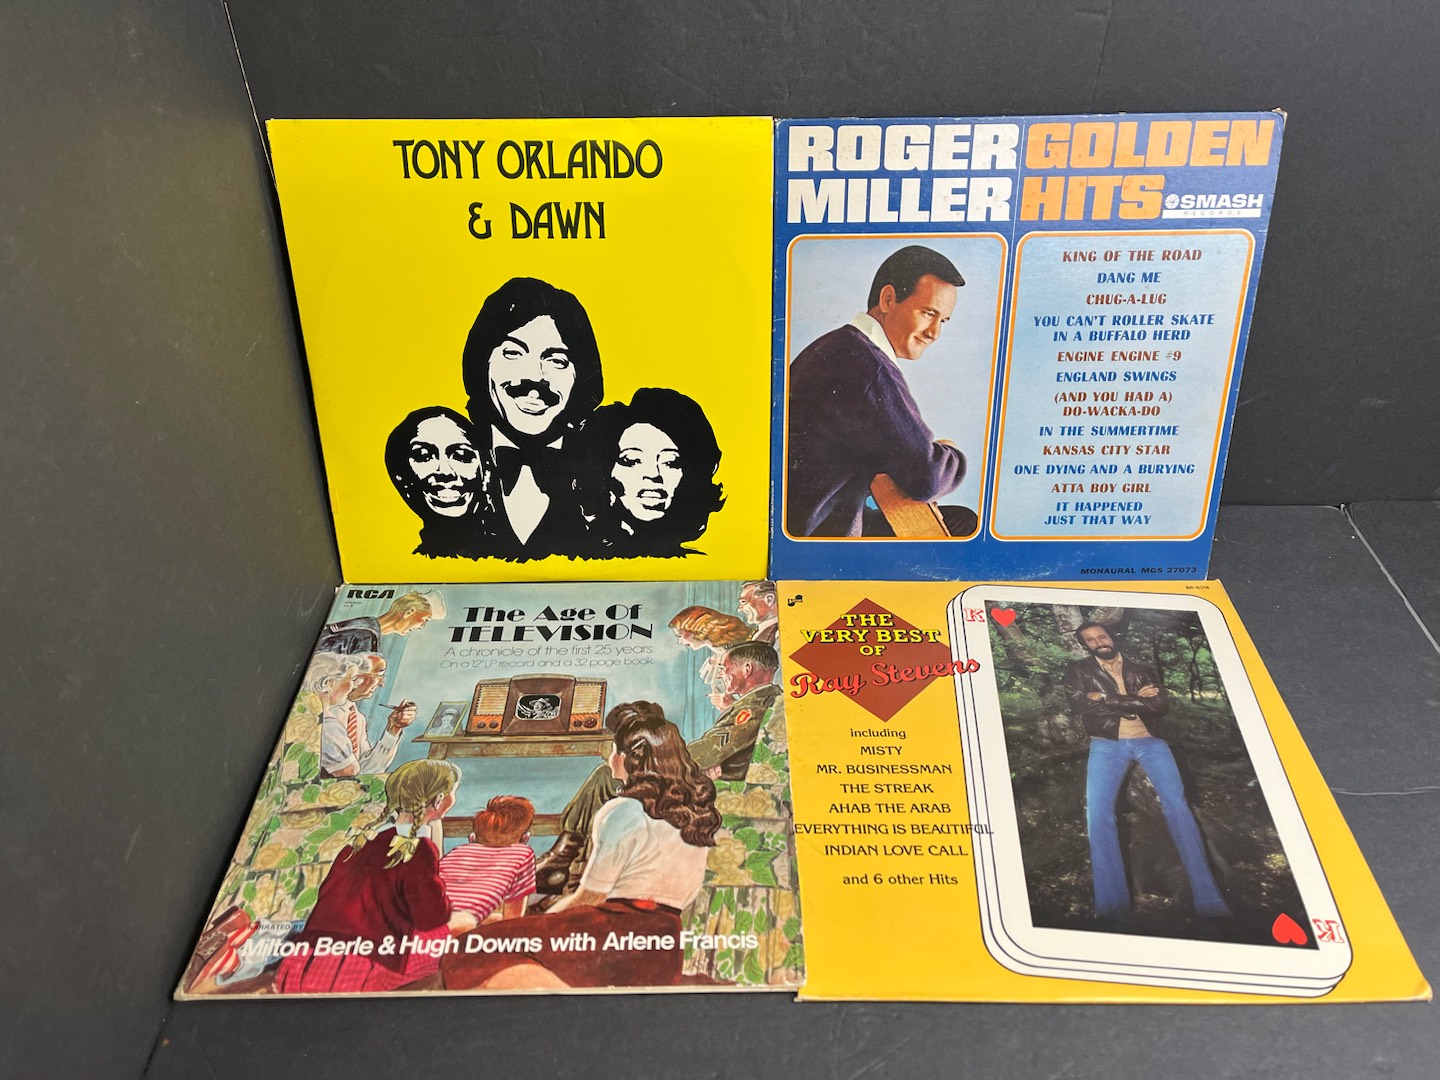 TONY ORLANDO
& DAWN
ROGER
MILLER
GOLDEN
HITS
SMASH
RECORDS
KING OF THE ROAD
DANG ME
CHUG-A-LUG
YOU CAN'T ROLLER SKATE
IN A BUFFALO HERD
ENGINE ENGINE #9
ENGLAND SWINGS
(AND YOU HAD A)
DO-WACKA-DO
IN THE SUMMERTIME
KANSAS CITY STAR
ONE DYING AND A BURYING
ATTA BOY GIRL
IT HAPPENED
JUST THAT WAY
MONAURAL MGS 27073
RCA
The Age Of
TELEVISION
A chronicle of the first 25 years
On a 12" LP record and a 32 page book
NARRATED BY
Milton Berle & Hugh Downs with Arlene Francis
THE
VERY BEST
OF
Ray Stevens
including
MISTY
MR. BUSINESSMAN
THE STREAK
AHAB THE ARAB
EVERYTHING IS BEAUTIFUL
INDIAN LOVE CALL
and 6 other Hits
K
K